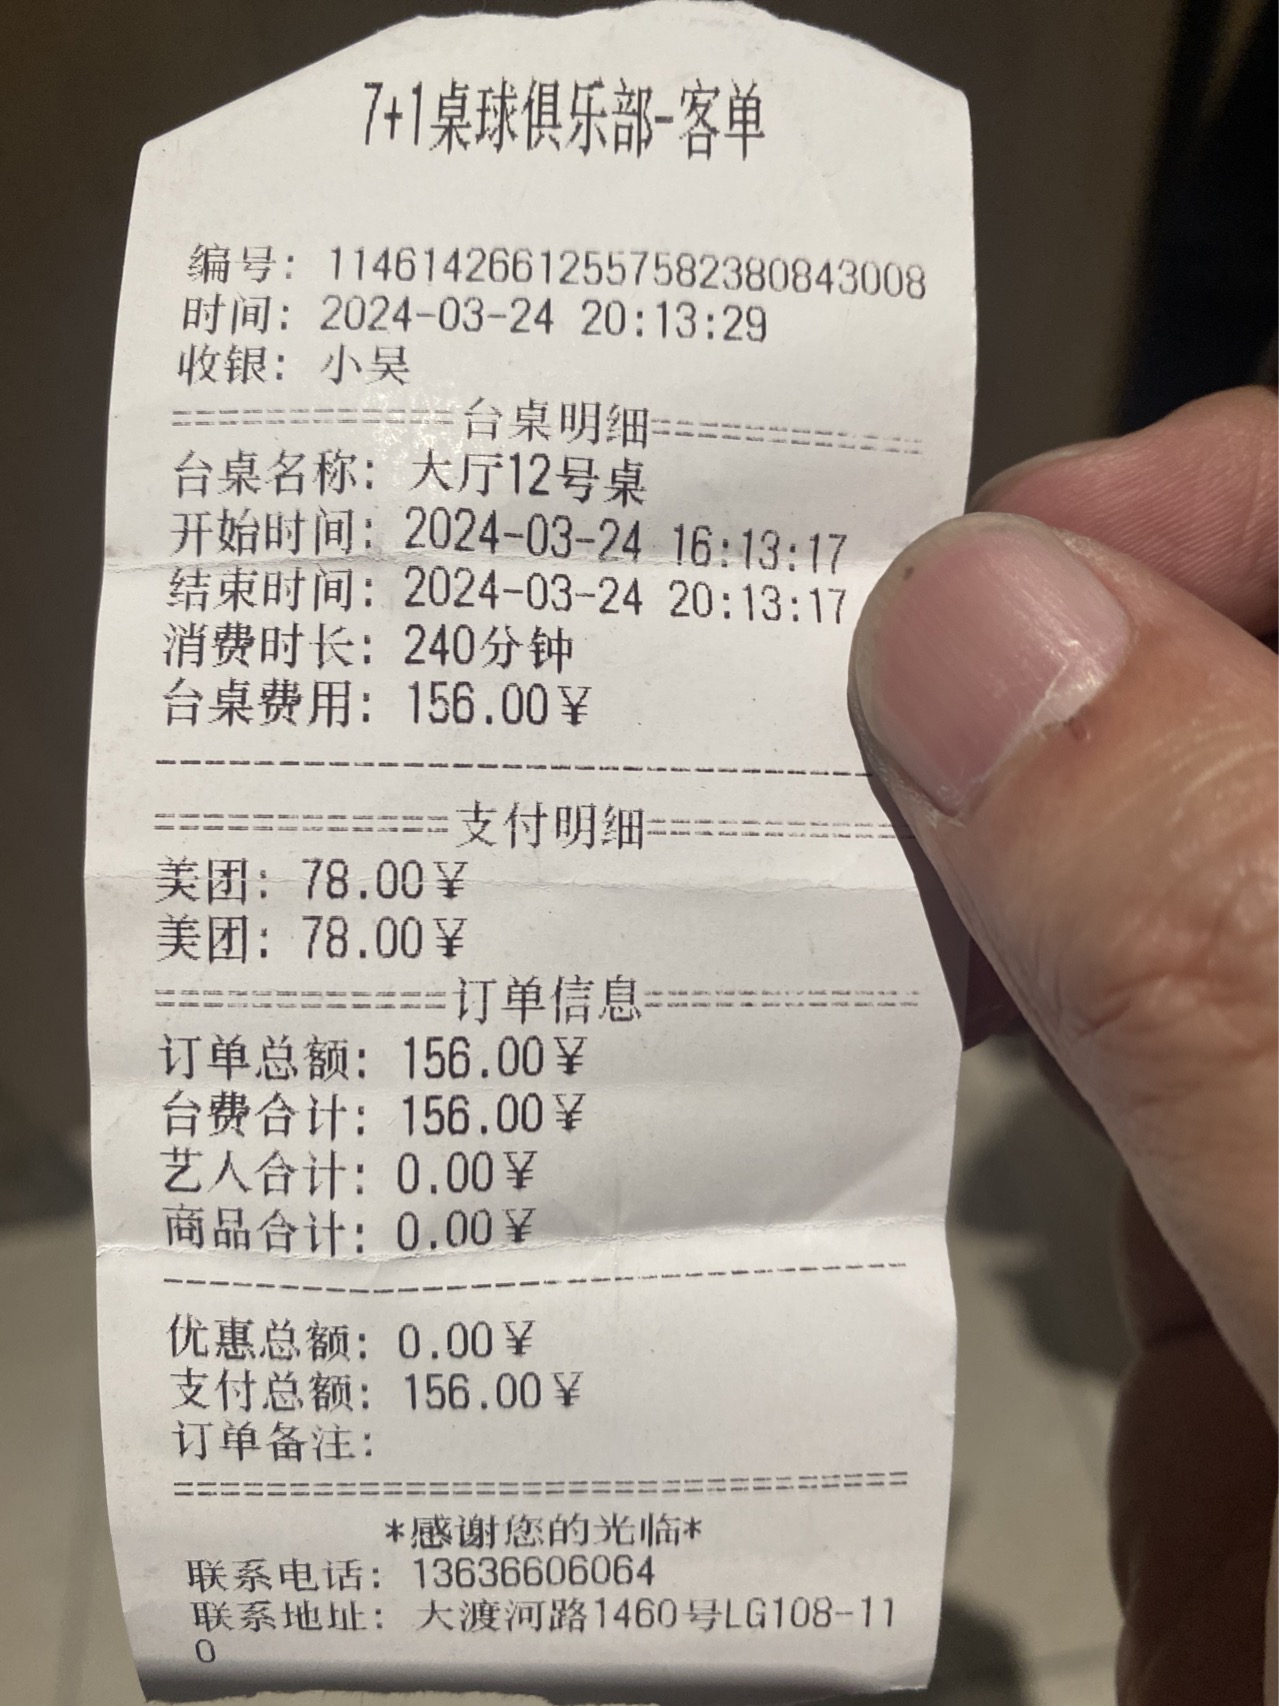 7+1桌球俱乐部-客单
编号: 1146142661255758238084​3008
时间: 2024-03-24 20:13:29
收银: 小吴
============台桌明细============
台桌名称: 大厅12号桌
开始时间: 2024-03-24 16:13:17
结束时间: 2024-03-24 20:13:17
消费时长: 240分钟
台桌费用: 156.00¥
------------------------------
============支付明细============
美团: 78.00¥
美团: 78.00¥
============订单信息============
订单总额: 156.00¥
台费合计: 156.00¥
艺人合计: 0.00¥
商品合计: 0.00¥
------------------------------
优惠总额: 0.00¥
支付总额: 156.00¥
订单备注:
==============================
*感谢您的光临*
联系电话: 13636606064
联系地址: 大渡河路1460号LG108-11
0